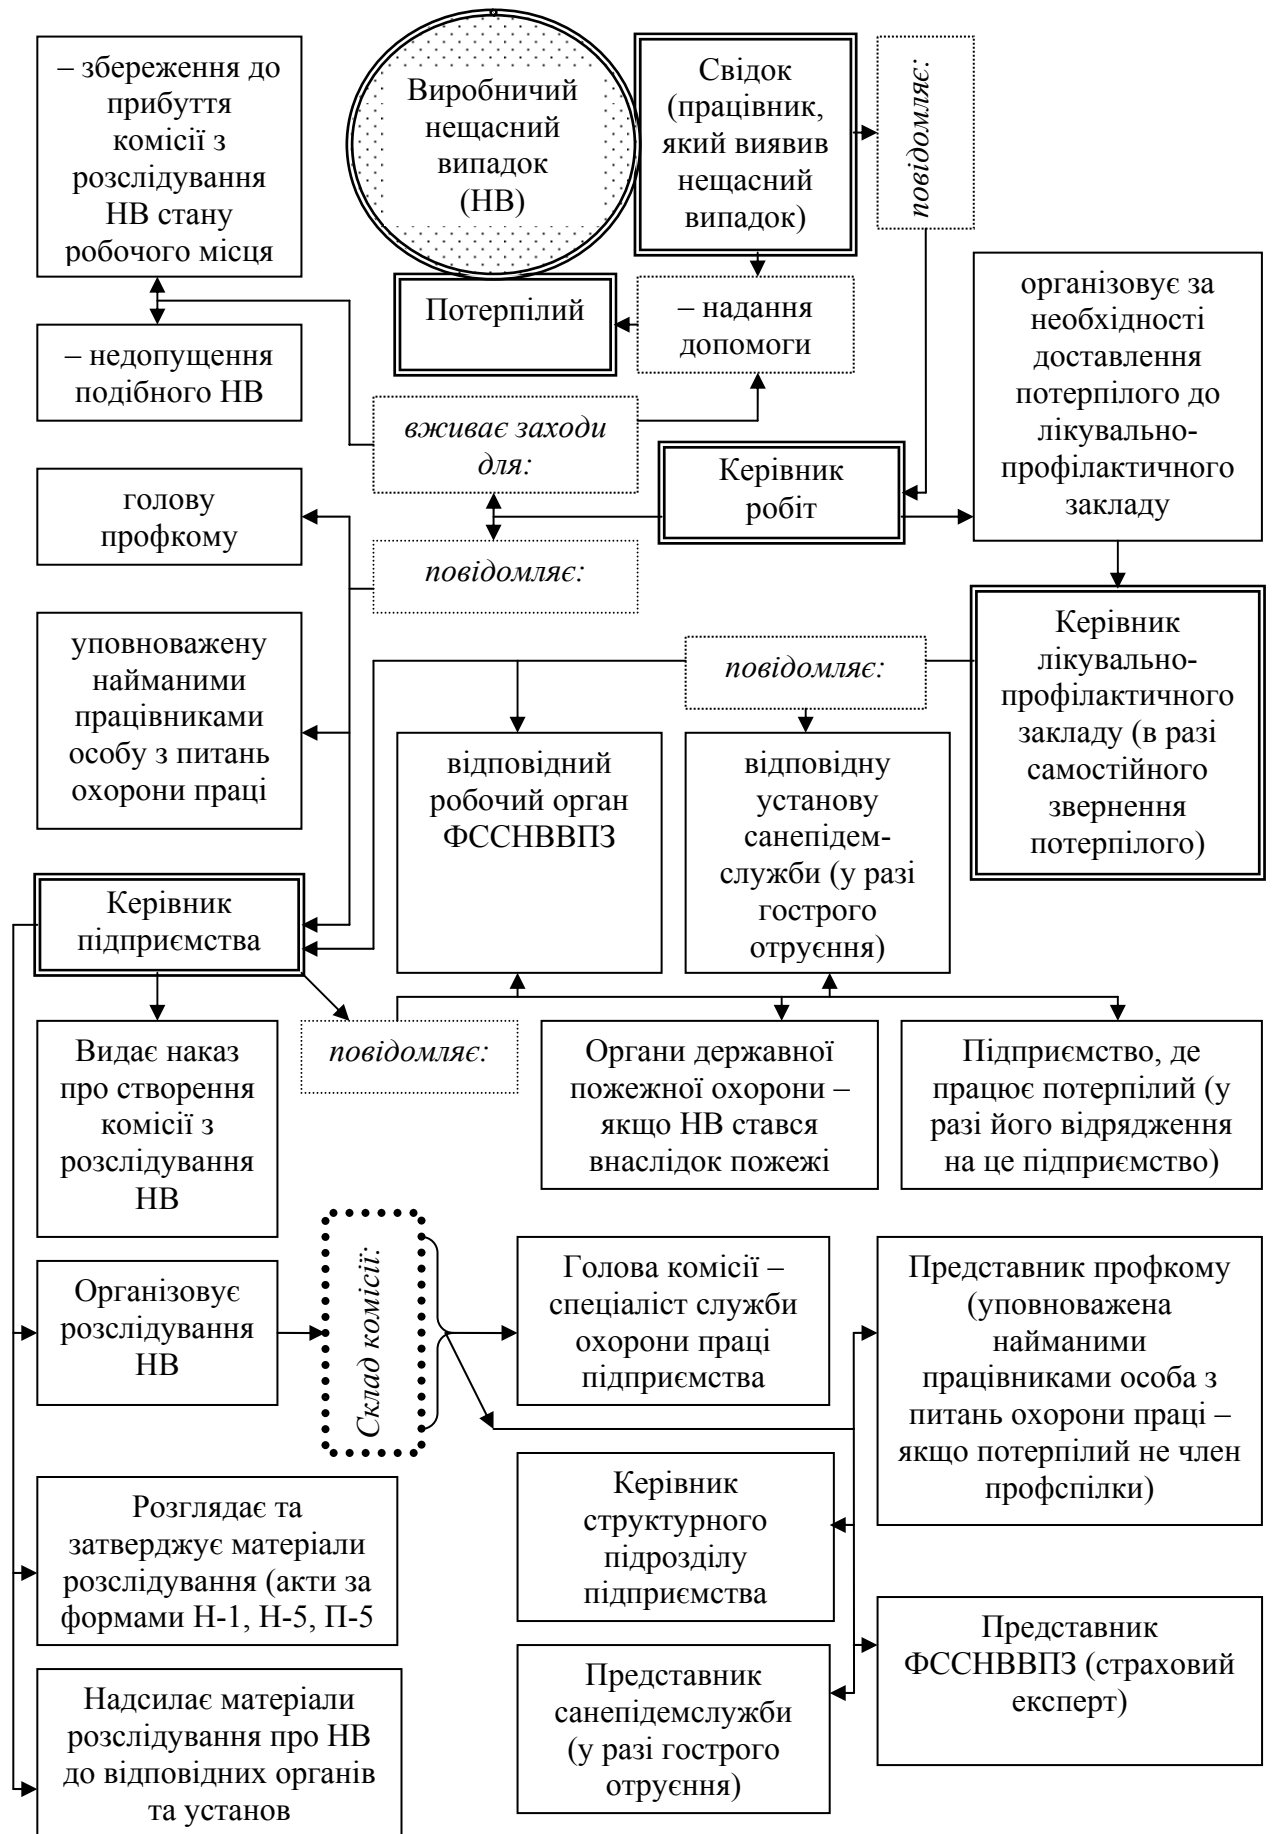 – збереження до
прибуття
комісії з
розслідування
НВ стану
робочого місця
Виробничий
нещасний
випадок
(НВ)
Свідок
(працівник,
який виявив
нещасний
випадок)
повідомляє:
Потерпілий
– надання
допомоги
організовує за
необхідності
доставлення
потерпілого до
лікувально-
профілактичного
закладу
– недопущення
подібного НВ
вживає заходи
для:
Керівник
робіт
голову
профкому
повідомляє:
уповноважену
найманими
працівниками
особу з питань
охорони праці
повідомляє:
Керівник
лікувально-
профілактичного
закладу (в разі
самостійного
звернення
потерпілого)
відповідний
робочий орган
ФССНВВПЗ
відповідну
установу
санепідем-
служби (у разі
гострого
отруєння)
Керівник
підприємства
Видає наказ
про створення
комісії з
розслідування
НВ
повідомляє:
Органи державної
пожежної охорони –
якщо НВ стався
внаслідок пожежі
Підприємство, де
працює потерпілий (у
разі його відрядження
на це підприємство)
Організовує
розслідування
НВ
Склад комісії:
Голова комісії –
спеціаліст служби
охорони праці
підприємства
Представник профкому
(уповноважена
найманими
працівниками особа з
питань охорони праці –
якщо потерпілий не член
профспілки)
Керівник
структурного
підрозділу
підприємства
Розглядає та
затверджує матеріали
розслідування (акти за
формами Н-1, Н-5, П-5
Представник
ФССНВВПЗ (страховий
експерт)
Представник
санепідемслужби
(у разі гострого
отруєння)
Надсилає матеріали
розслідування про НВ
до відповідних органів
та установ